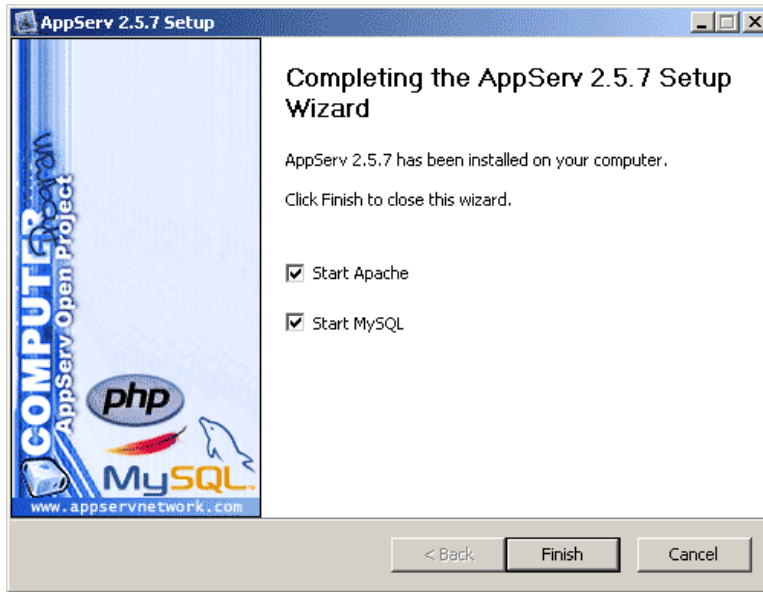 AppServ 2.5.7 Setup
Completing the AppServ 2.5.7 Setup
Wizard
AppServ 2.5.7 has been installed on your computer.
Click Finish to close this wizard.
Start Apache
Start MySQL
COMPUTER
Program
AppServ Open Project
php
MySQL
www.appservnetwork.com
< Back
Finish
Cancel